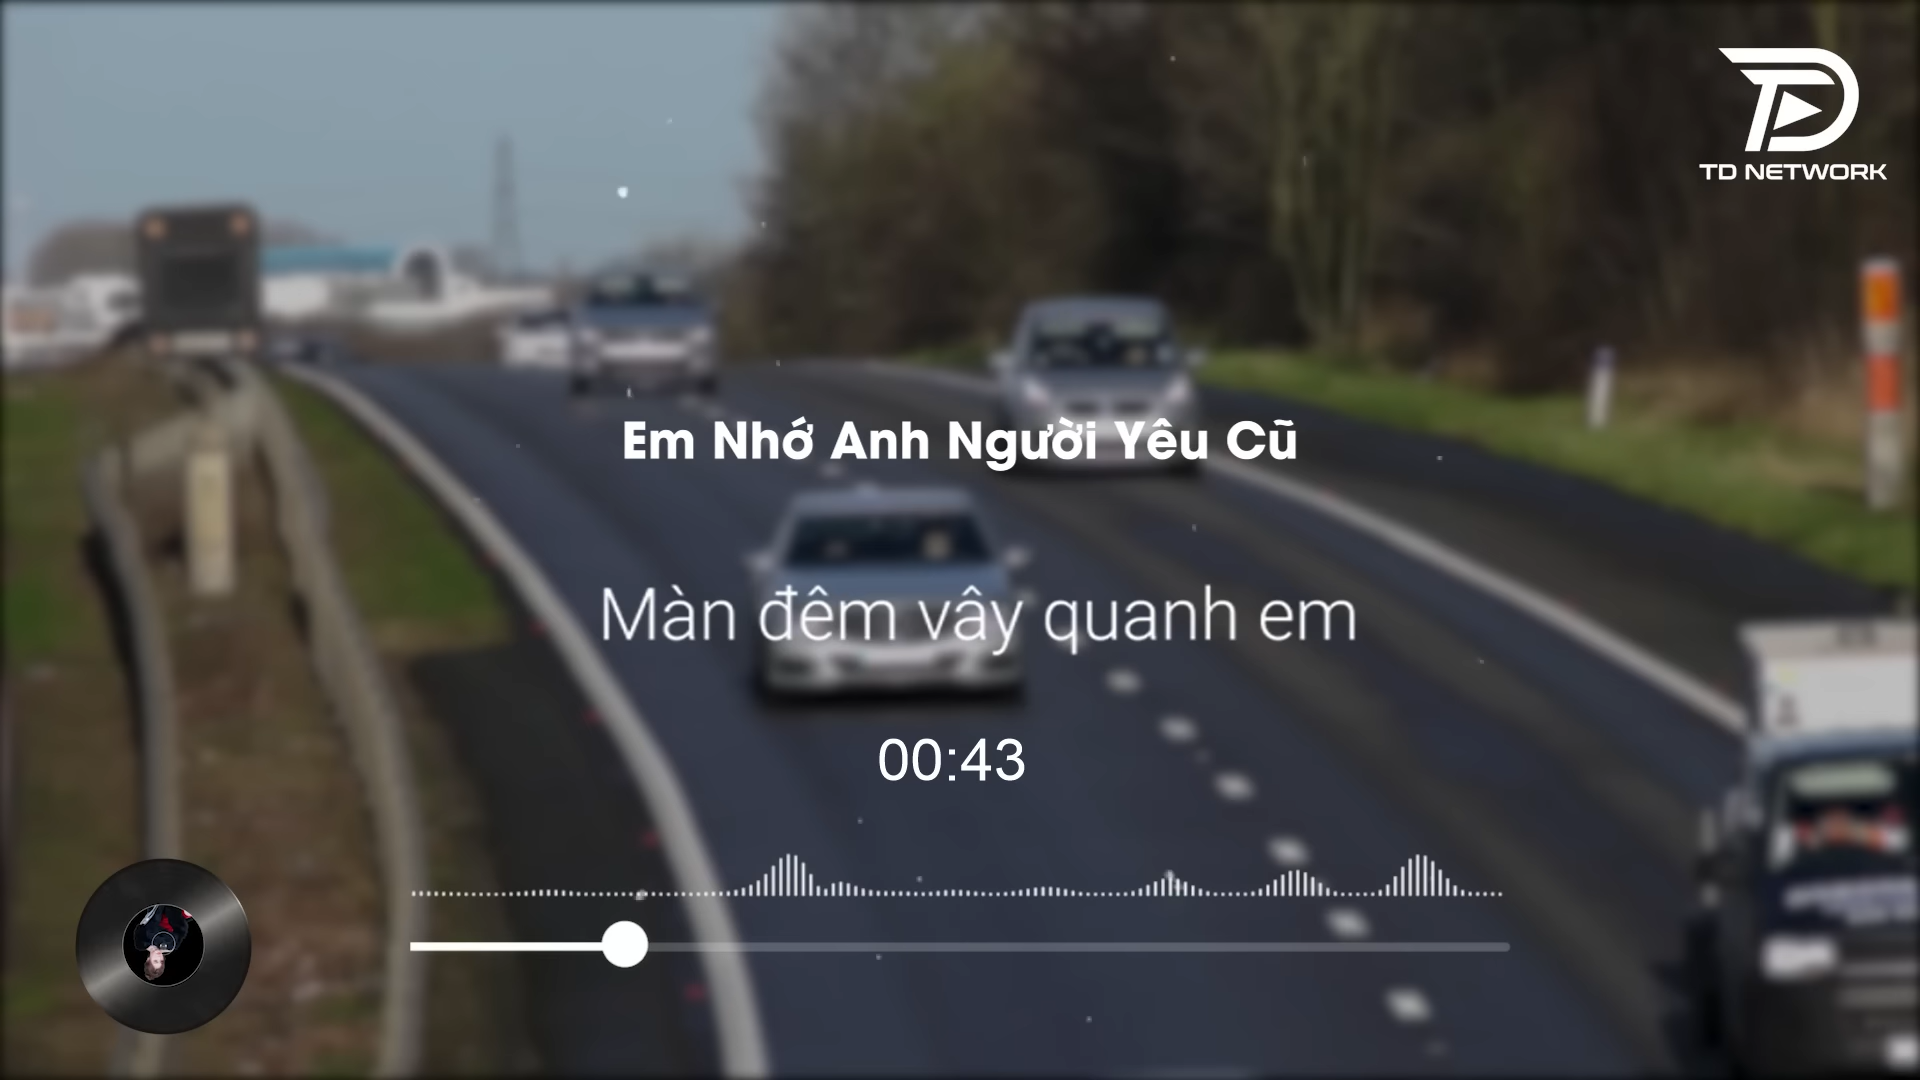 TD NETWORK
Em Nhớ Anh Người Yêu Cũ
Màn đêm vây quanh em
00:43